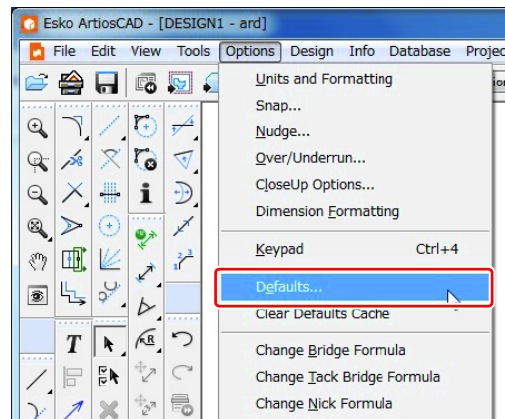 Esko ArtiosCAD - [DESIGN1 - ard]
File Edit View Tools Options Design Info Database Projec
Units and Formatting
Snap...
Nudge...
Over/Underrun...
CloseUp Options...
Dimension Formatting
Keypad Ctrl+4
Defaults...
Clear Defaults Cache
Change Bridge Formula
Change Tack Bridge Formula
Change Nick Formula